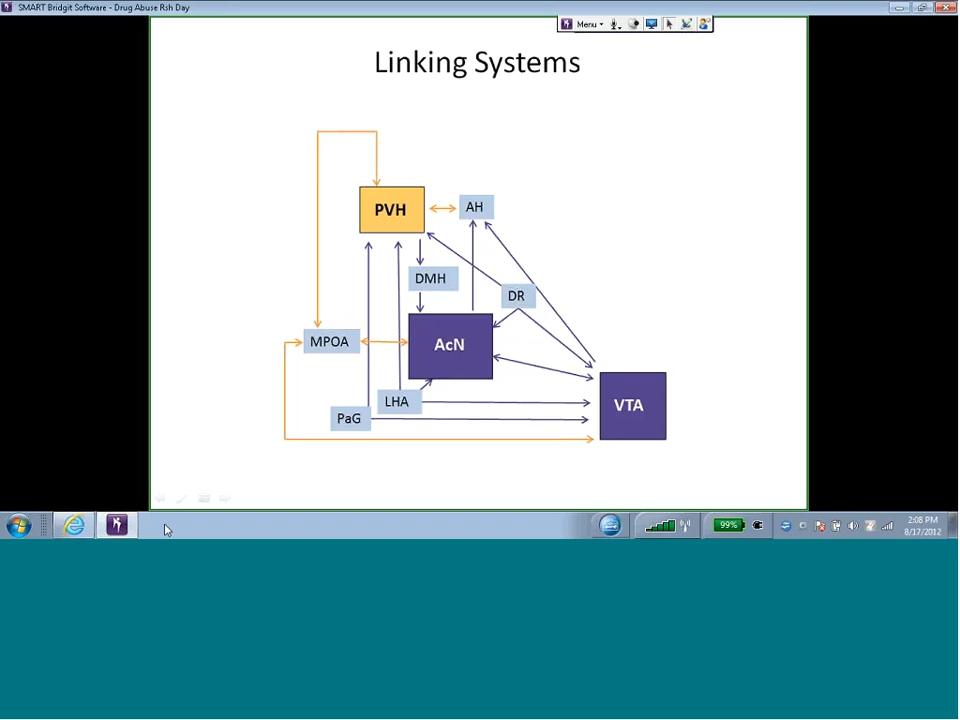 SMART Bridgit Software - Drug Abuse Rsh Day
Menu
Linking Systems
PVH
AH
DMH
DR
MPOA
AcN
LHA
VTA
PaG
99%
2:08 PM
8/17/2012